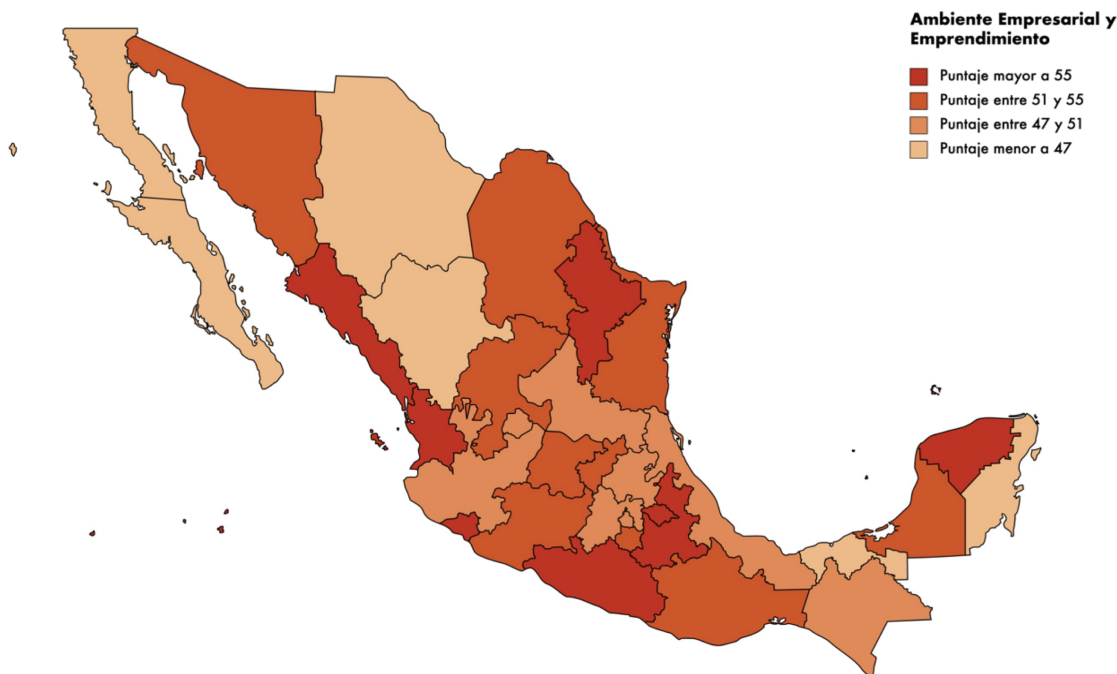 Ambiente Empresarial y
Emprendimiento
Puntaje mayor a 55
Puntaje entre 51 y 55
Puntaje entre 47 y 51
Puntaje menor a 47